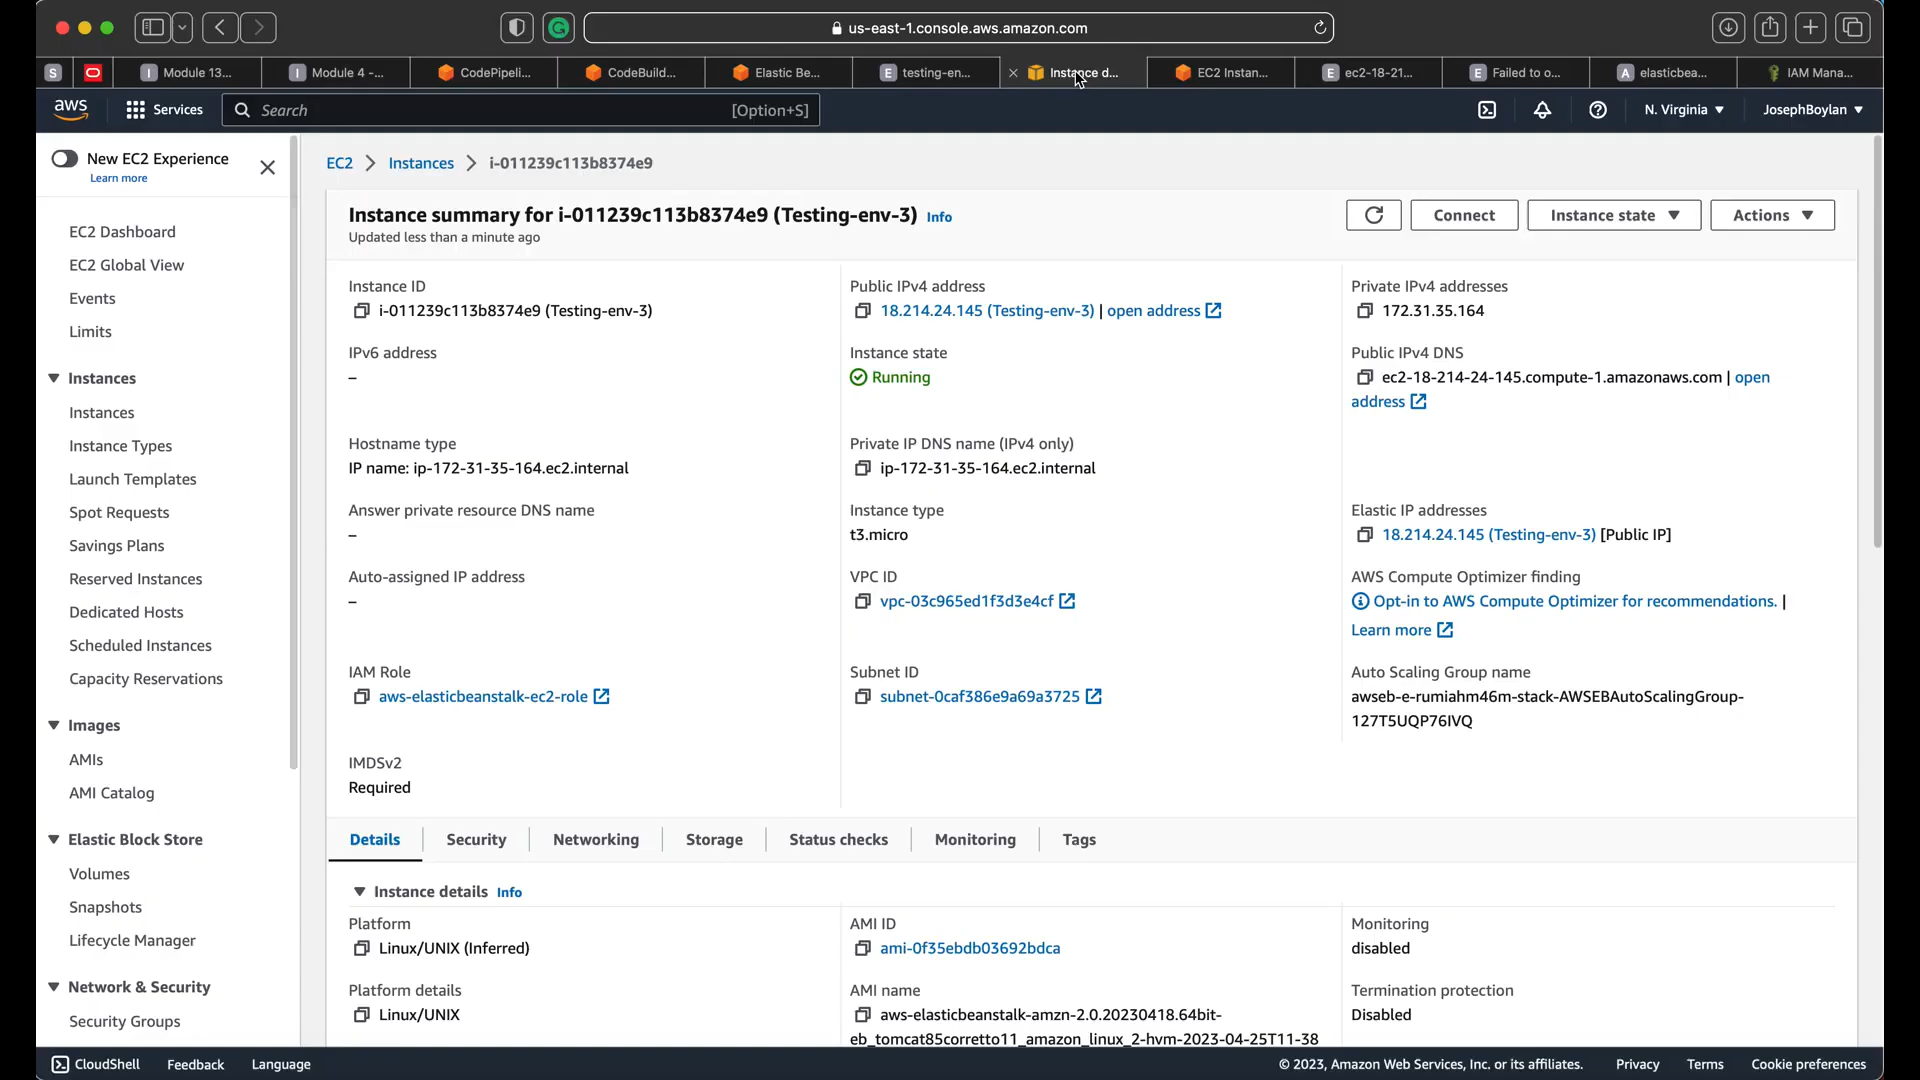 us-east-1.console.aws.amazon.com
S
I Module 13...
I Module 4 -...
CodePipeli...
CodeBuild...
Elastic Be...
E testing-en...
Instance d...
EC2 Instan...
E ec2-18-21...
E Failed to o...
A elasticbea...
IAM Mana...
aws
Services
Search
[Option+S]
N. Virginia
JosephBoylan
New EC2 Experience
Learn more
EC2 Dashboard
EC2 Global View
Events
Limits
Instances
Instances
Instance Types
Launch Templates
Spot Requests
Savings Plans
Reserved Instances
Dedicated Hosts
Scheduled Instances
Capacity Reservations
Images
AMIs
AMI Catalog
Elastic Block Store
Volumes
Snapshots
Lifecycle Manager
Network & Security
Security Groups
EC2 > Instances > i-011239c113b8374e9
Instance summary for i-011239c113b8374e9 (Testing-env-3) Info
Updated less than a minute ago
Connect
Instance state
Actions
Instance ID
i-011239c113b8374e9 (Testing-env-3)
Public IPv4 address
18.214.24.145 (Testing-env-3) | open address
Private IPv4 addresses
172.31.35.164
IPv6 address
–
Instance state
Running
Public IPv4 DNS
ec2-18-214-24-145.compute-1.amazonaws.com | open
address
Hostname type
IP name: ip-172-31-35-164.ec2.internal
Private IP DNS name (IPv4 only)
ip-172-31-35-164.ec2.internal
Answer private resource DNS name
–
Instance type
t3.micro
Elastic IP addresses
18.214.24.145 (Testing-env-3) [Public IP]
Auto-assigned IP address
–
VPC ID
vpc-03c965ed1f3d3e4cf
AWS Compute Optimizer finding
Opt-in to AWS Compute Optimizer for recommendations. |
Learn more
IAM Role
aws-elasticbeanstalk-ec2-role
Subnet ID
subnet-0caf386e9a69a3725
Auto Scaling Group name
awseb-e-rumiahm46m-stack-AWSEBAutoScalingGroup-
127T5UQP76IVQ
IMDSv2
Required
Details
Security
Networking
Storage
Status checks
Monitoring
Tags
Instance details Info
Platform
Linux/UNIX (Inferred)
AMI ID
ami-0f35ebdb03692bdca
Monitoring
disabled
Platform details
Linux/UNIX
AMI name
aws-elasticbeanstalk-amzn-2.0.20230418.64bit-
eb_tomcat85corretto11_amazon_linux_2-hvm-2023-04-25T11-38
Termination protection
Disabled
CloudShell
Feedback
Language
© 2023, Amazon Web Services, Inc. or its affiliates.
Privacy
Terms
Cookie preferences